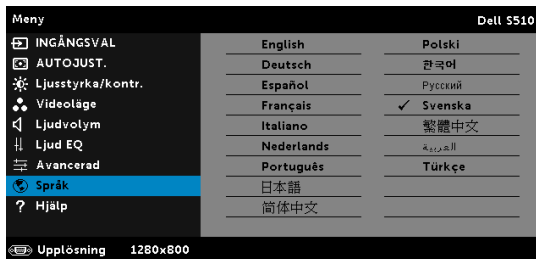 Meny Dell S510
INGÅNGSVAL
AUTOJUST.
Ljusstyrka/kontr.
Videoläge
Ljudvolym
Ljud EQ
Avancerad
Språk
Hjälp
English Polski
Deutsch 한국어
Español Русский
Français ✓ Svenska
Italiano 繁體中文
Nederlands العربية
Português Türkçe
日本語
简体中文
Upplösning 1280x800